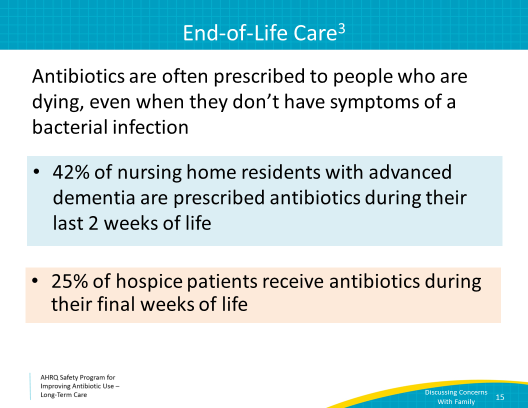 End-of-Life Care³
Antibiotics are often prescribed to people who are
dying, even when they don’t have symptoms of a
bacterial infection
• 42% of nursing home residents with advanced
dementia are prescribed antibiotics during their
last 2 weeks of life
• 25% of hospice patients receive antibiotics during
their final weeks of life
AHRQ Safety Program for
Improving Antibiotic Use –
Long-Term Care
Discussing Concerns
With Family
15